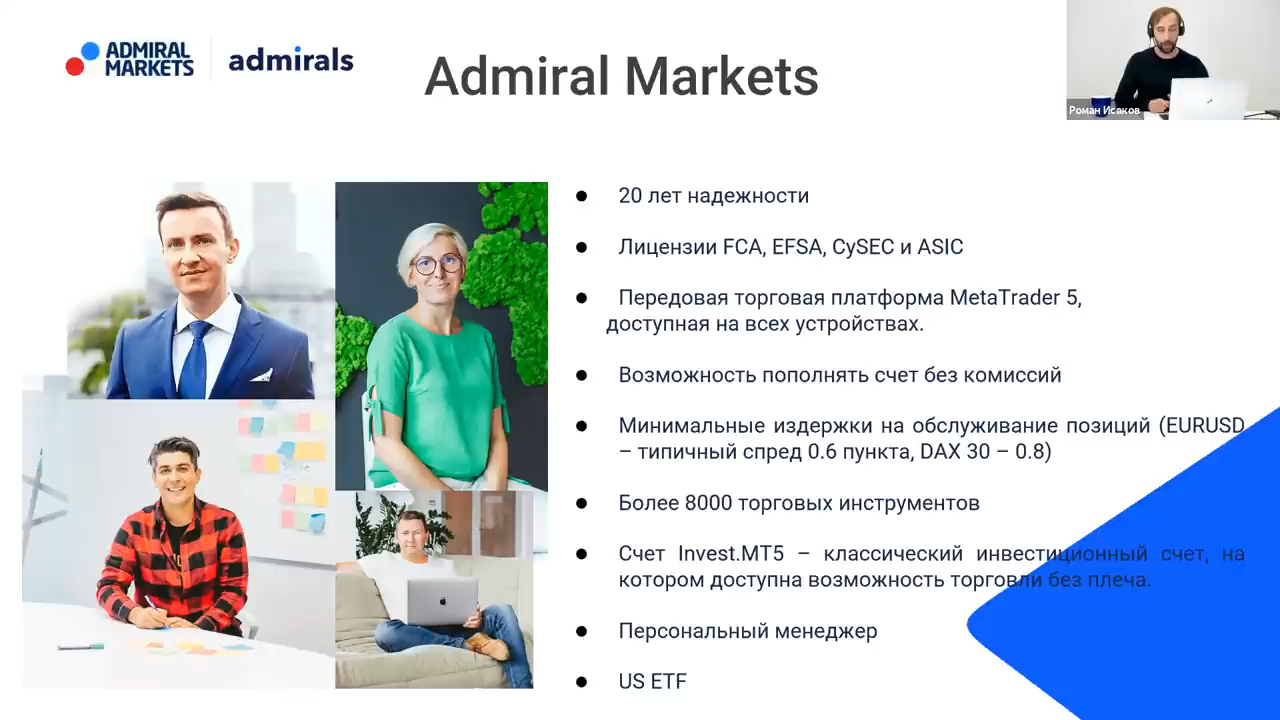 ADMIRAL
MARKETS
admirals
Admiral Markets
Роман Исаков
● 20 лет надежности
● Лицензии FCA, EFSA, CySEC и ASIC
● Передовая торговая платформа MetaTrader 5,
доступная на всех устройствах.
● Возможность пополнять счет без комиссий
● Минимальные издержки на обслуживание позиций (EURUSD
– типичный спред 0.6 пункта, DAX 30 – 0.8)
● Более 8000 торговых инструментов
● Счет Invest.MT5 – классический инвестиционный счет, на
котором доступна возможность торговли без плеча.
● Персональный менеджер
● US ETF